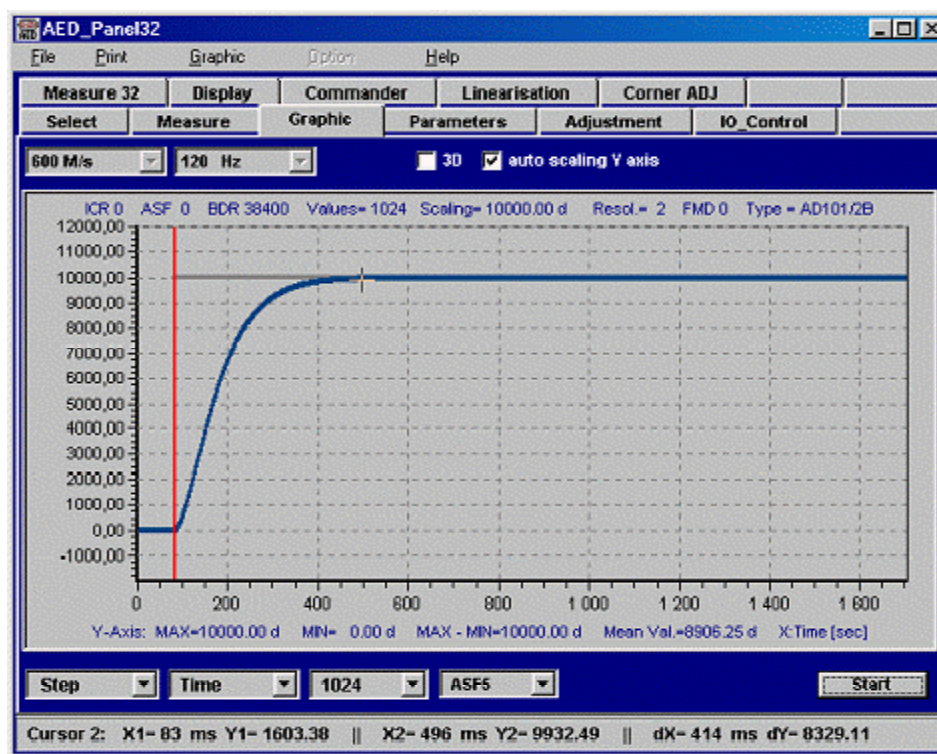 AED_Panel32
File Print Graphic Option Help
Measure 32 Display Commander Linearisation Corner ADJ
Select Measure Graphic Parameters Adjustment IO_Control
600 M/s 120 Hz 3D auto scaling Y axis
ICR 0 ASF 0 BDR 38400 Values= 1024 Scaling= 10000.00 d Resol.= 2 FMD 0 Type = AD101/2B
12000,00
11000,00
10000,00
9000,00
8000,00
7000,00
6000,00
5000,00
4000,00
3000,00
2000,00
1000,00
0,00
-1000,00
0 200 400 600 800 1 000 1 200 1 400 1 600
Y-Axis: MAX=10000.00 d MIN= 0.00 d MAX - MIN=10000.00 d Mean Val.=8906.25 d X:Time [sec]
Step Time 1024 ASF5 Start
Cursor 2: X1= 83 ms Y1= 1603.38 || X2= 496 ms Y2= 9932.49 || dX= 414 ms dY= 8329.11